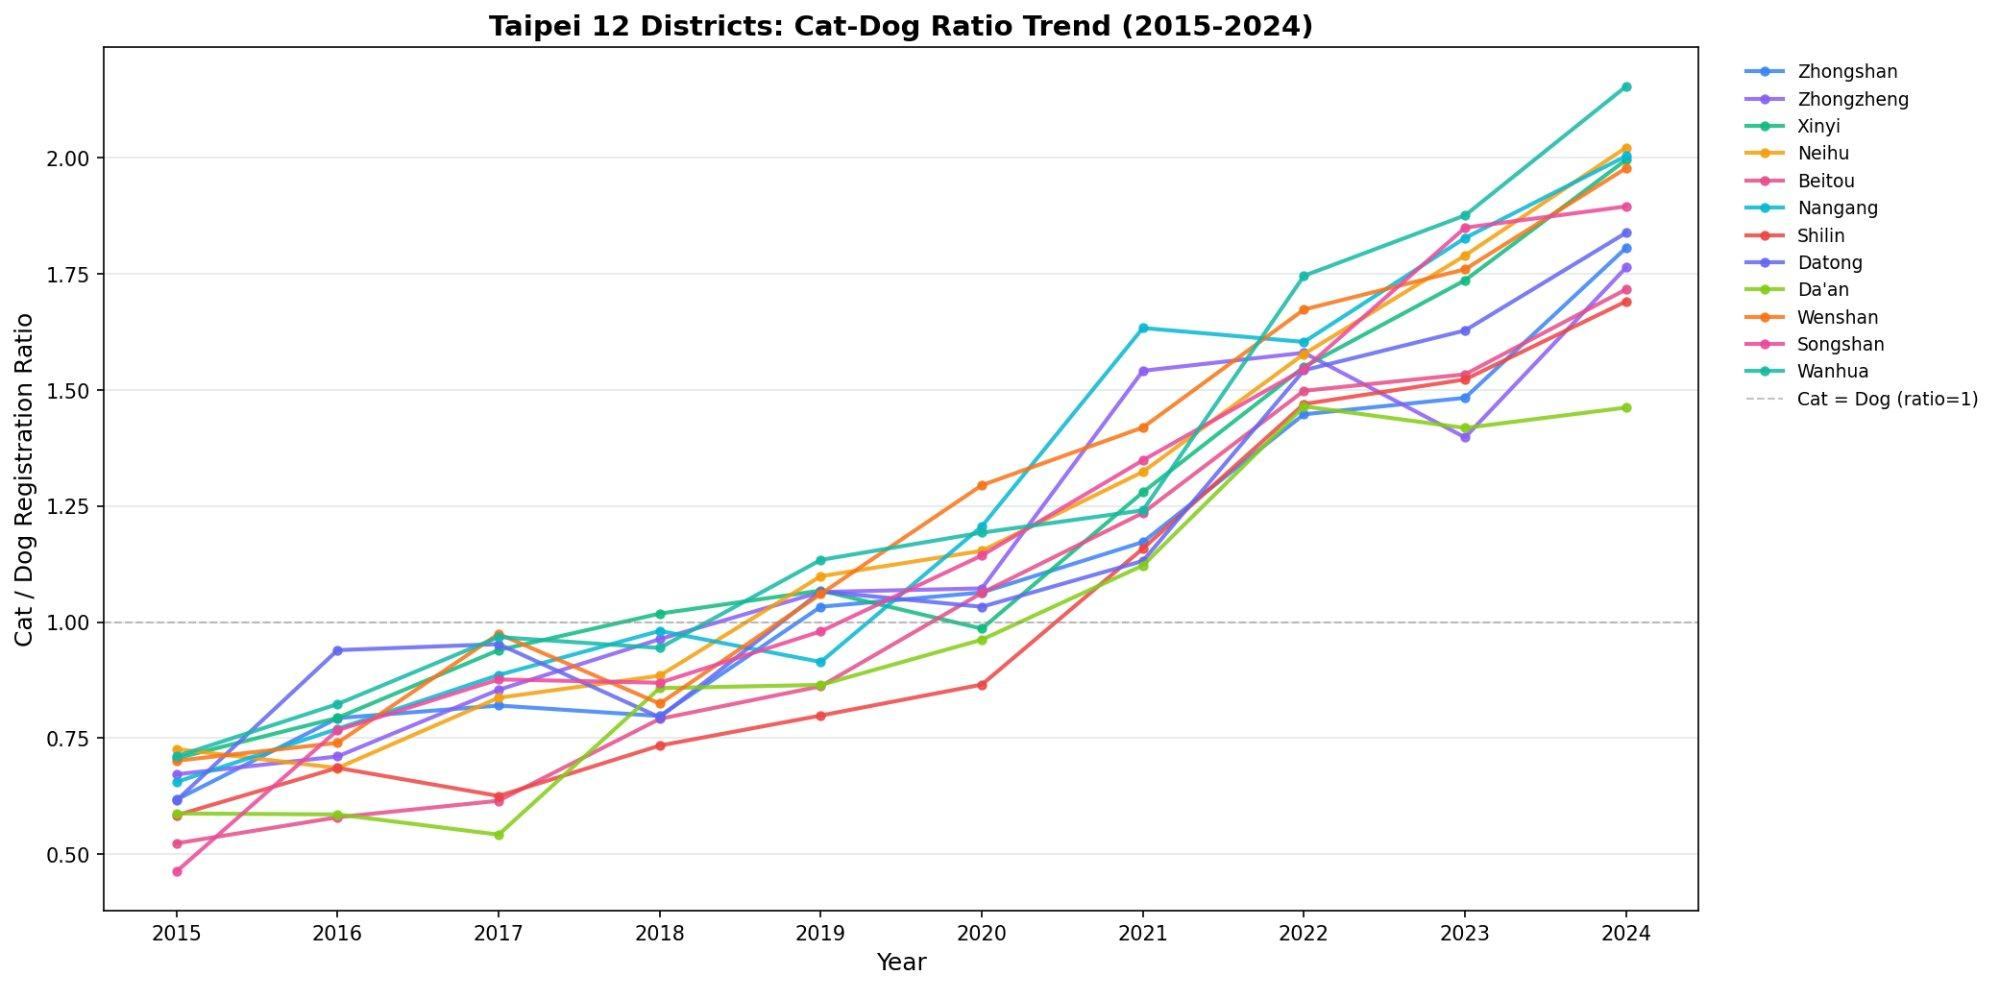 Taipei 12 Districts: Cat-Dog Ratio Trend (2015-2024)
Cat / Dog Registration Ratio
2.00
1.75
1.50
1.25
1.00
0.75
0.50
2015 2016 2017 2018 2019 2020 2021 2022 2023 2024
Year
Zhongshan
Zhongzheng
Xinyi
Neihu
Beitou
Nangang
Shilin
Datong
Da'an
Wenshan
Songshan
Wanhua
Cat = Dog (ratio=1)